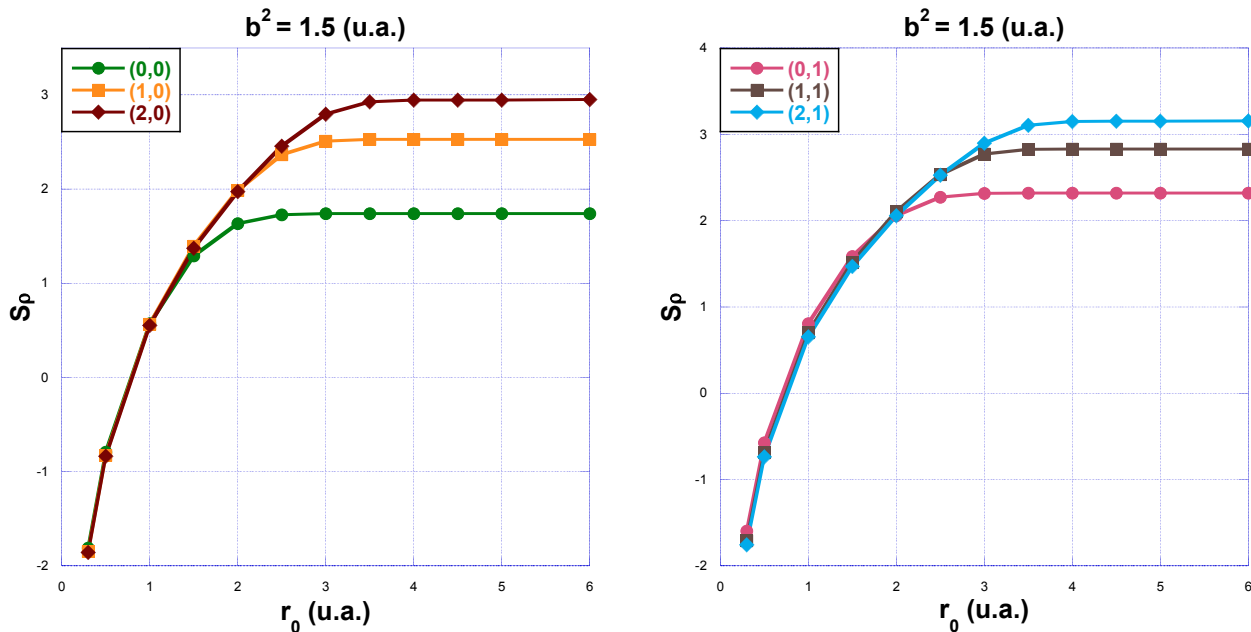 b² = 1.5 (u.a.)
(0,0)
(1,0)
(2,0)
3
2
1
0
-1
-2
Sρ
0 1 2 3 4 5 6
r₀ (u.a.)
b² = 1.5 (u.a.)
(0,1)
(1,1)
(2,1)
4
3
2
1
0
-1
-2
Sρ
0 1 2 3 4 5 6
r₀ (u.a.)